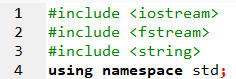 1 #include <iostream>
2 #include <fstream>
3 #include <string>
4 using namespace std;